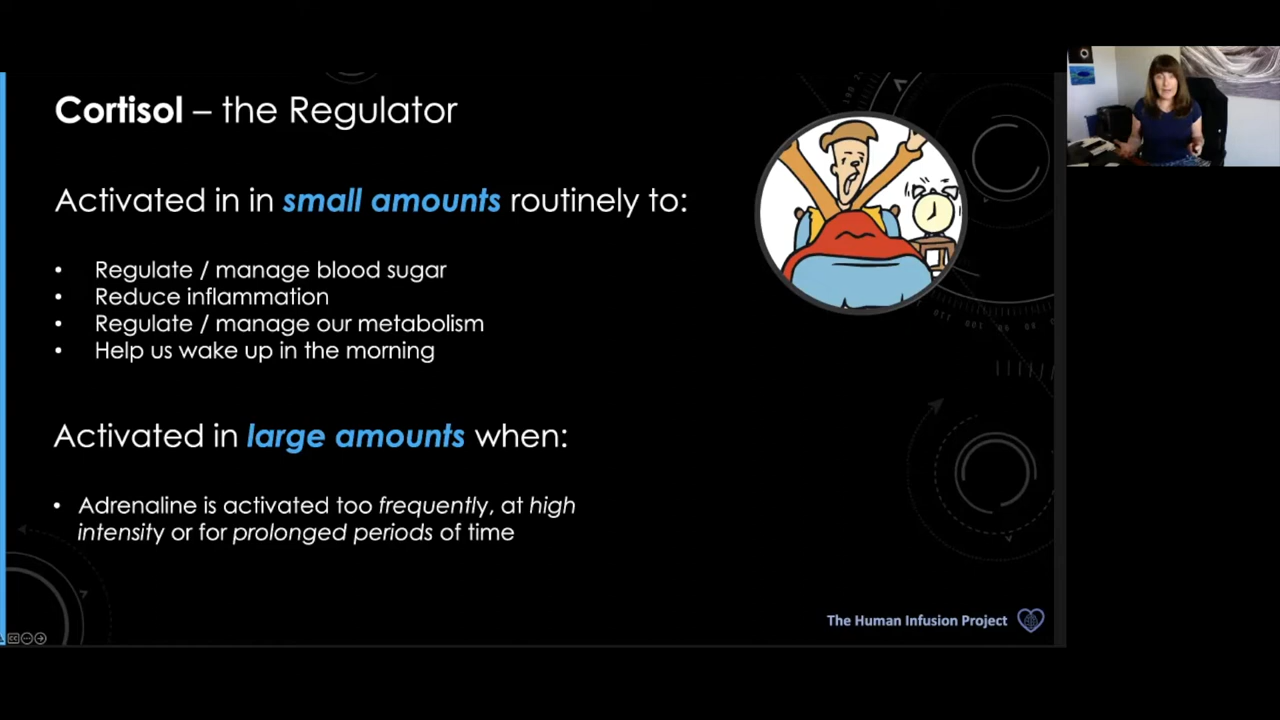 Cortisol – the Regulator
Activated in in small amounts routinely to:
• Regulate / manage blood sugar
• Reduce inflammation
• Regulate / manage our metabolism
• Help us wake up in the morning
Activated in large amounts when:
• Adrenaline is activated too frequently, at high
intensity or for prolonged periods of time
The Human Infusion Project